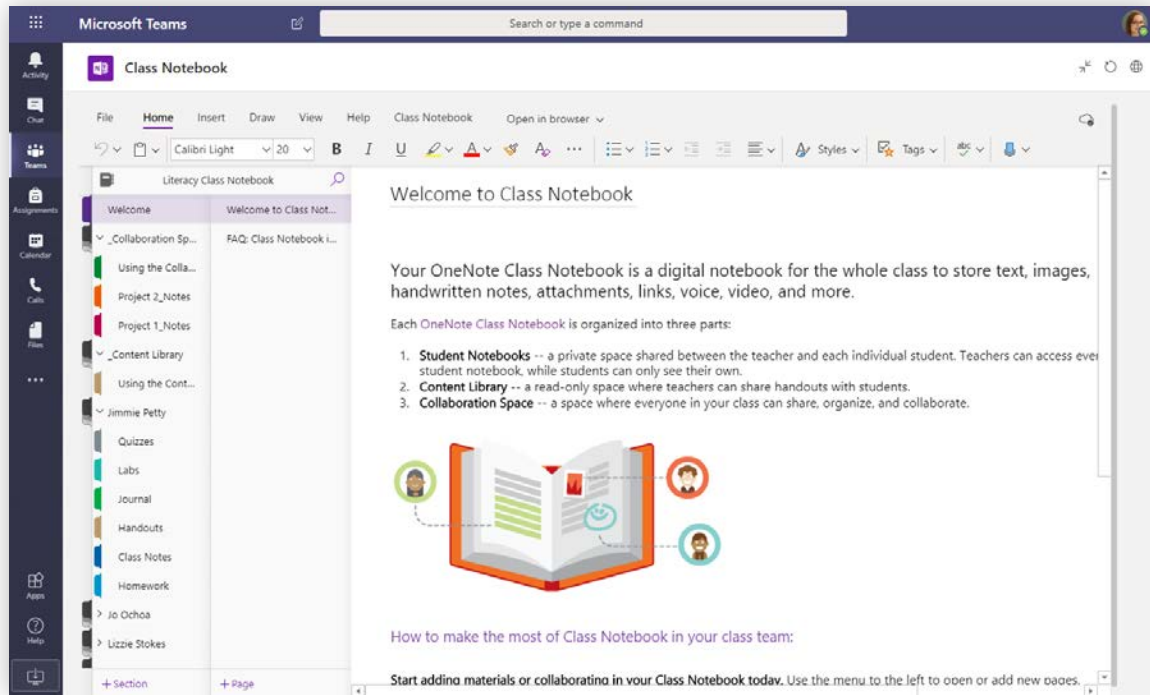 Microsoft Teams
Search or type a command
Activity
Chat
Teams
Assignments
Calendar
Calls
Files
Apps
Help
Class Notebook
File Home Insert Draw View Help Class Notebook Open in browser
Calibri Light 20 B I U A A abc Styles Tags
Literacy Class Notebook
Welcome
_Collaboration Sp...
Using the Colla...
Project 2_Notes
Project 1_Notes
_Content Library
Using the Cont...
Jimmie Petty
Quizzes
Labs
Journal
Handouts
Class Notes
Homework
Jo Ochoa
Lizzie Stokes
+ Section
Welcome to Class Not...
FAQ: Class Notebook i...
+ Page
Welcome to Class Notebook
Your OneNote Class Notebook is a digital notebook for the whole class to store text, images,
handwritten notes, attachments, links, voice, video, and more.
Each OneNote Class Notebook is organized into three parts:
1. Student Notebooks -- a private space shared between the teacher and each individual student. Teachers can access ever
student notebook, while students can only see their own.
2. Content Library -- a read-only space where teachers can share handouts with students.
3. Collaboration Space -- a space where everyone in your class can share, organize, and collaborate.
How to make the most of Class Notebook in your class team:
Start adding materials or collaborating in your Class Notebook today. Use the menu to the left to open or add new pages.